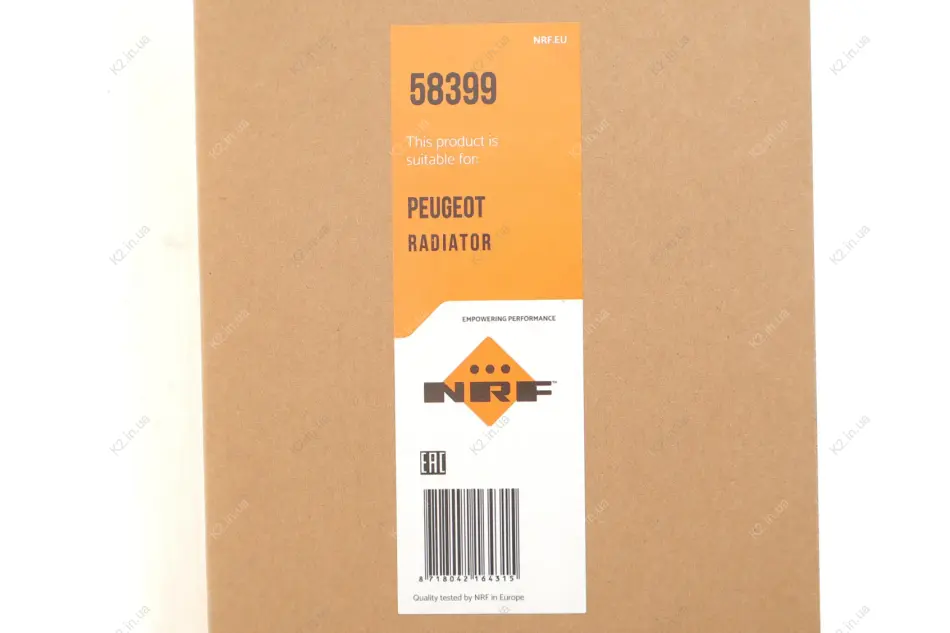 NRF.EU
58399
This product is
suitable for:
PEUGEOT
RADIATOR
EMPOWERING PERFORMANCE
NRF™
EAC
8 718042 164315
Quality tested by NRF in Europe
K2.in.ua